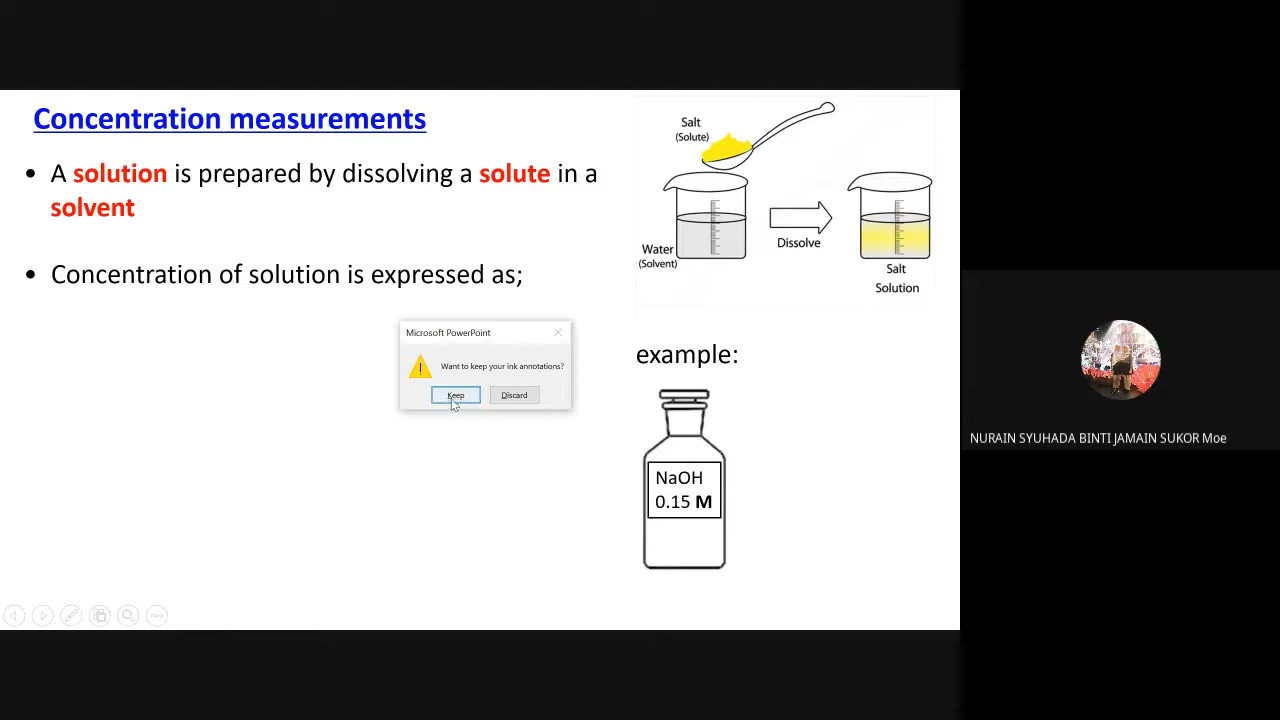 Concentration measurements
• A solution is prepared by dissolving a solute in a
solvent
• Concentration of solution is expressed as;
Salt
(Solute)
Water
(Solvent)
Dissolve
Salt
Solution
Microsoft PowerPoint
Want to keep your ink annotations?
Keep
Discard
example:
NaOH
0.15 M
NURAIN SYUHADA BINTI JAMAIN SUKOR Moe